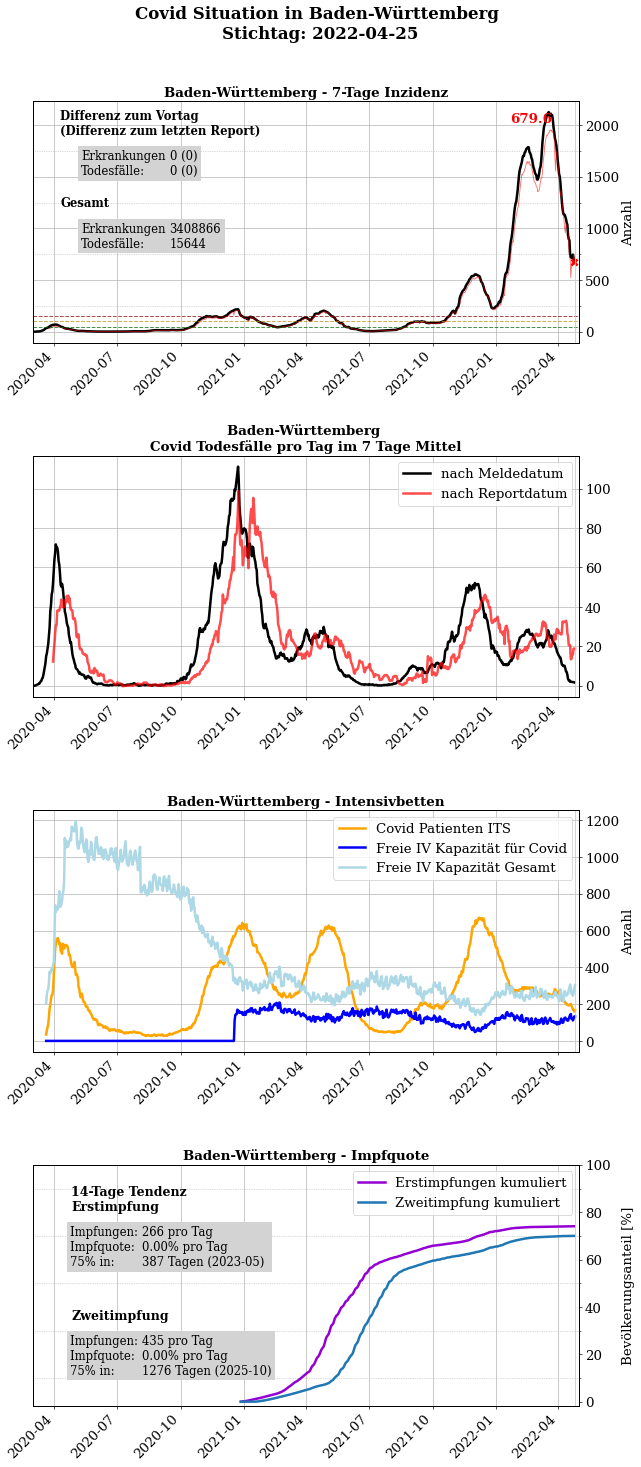 Covid Situation in Baden-Württemberg
Stichtag: 2022-04-25
Baden-Württemberg - 7-Tage Inzidenz
Differenz zum Vortag
(Differenz zum letzten Report)
Erkrankungen 0 (0)
Todesfälle: 0 (0)
Gesamt
Erkrankungen 3408866
Todesfälle: 15644
679.6
2000
1500
1000
500
0
Anzahl
2020-04
2020-07
2020-10
2021-01
2021-04
2021-07
2021-10
2022-01
2022-04
Baden-Württemberg
Covid Todesfälle pro Tag im 7 Tage Mittel
nach Meldedatum
nach Reportdatum
100
80
60
40
20
0
2020-04
2020-07
2020-10
2021-01
2021-04
2021-07
2021-10
2022-01
2022-04
Baden-Württemberg - Intensivbetten
Covid Patienten ITS
Freie IV Kapazität für Covid
Freie IV Kapazität Gesamt
1200
1000
800
600
400
200
0
Anzahl
2020-04
2020-07
2020-10
2021-01
2021-04
2021-07
2021-10
2022-01
2022-04
Baden-Württemberg - Impfquote
14-Tage Tendenz
Erstimpfung
Impfungen: 266 pro Tag
Impfquote: 0.00% pro Tag
75% in: 387 Tagen (2023-05)
Zweitimpfung
Impfungen: 435 pro Tag
Impfquote: 0.00% pro Tag
75% in: 1276 Tagen (2025-10)
Erstimpfungen kumuliert
Zweitimpfung kumuliert
100
80
60
40
20
0
Bevölkerungsanteil [%]
2020-04
2020-07
2020-10
2021-01
2021-04
2021-07
2021-10
2022-01
2022-04